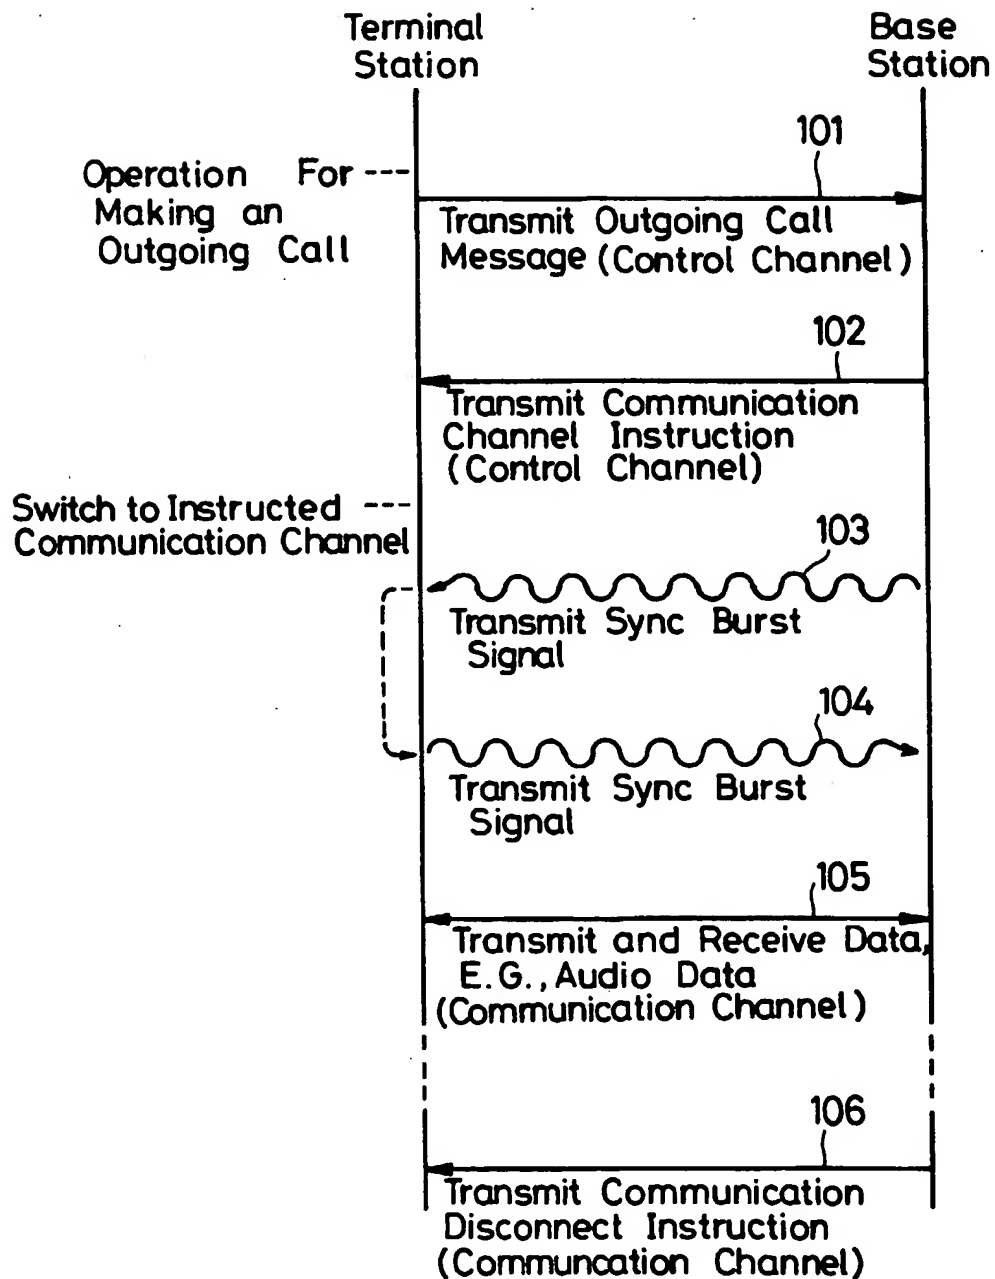 Terminal
Station
Base
Station
101
Operation For ---
Making an
Outgoing Call
Transmit Outgoing Call
Message (Control Channel)
102
Transmit Communication
Channel Instruction
(Control Channel)
Switch to Instructed ---
Communication Channel
103
Transmit Sync Burst
Signal
104
Transmit Sync Burst
Signal
105
Transmit and Receive Data,
E.G., Audio Data
(Communication Channel)
106
Transmit Communication
Disconnect Instruction
(Communcation Channel)